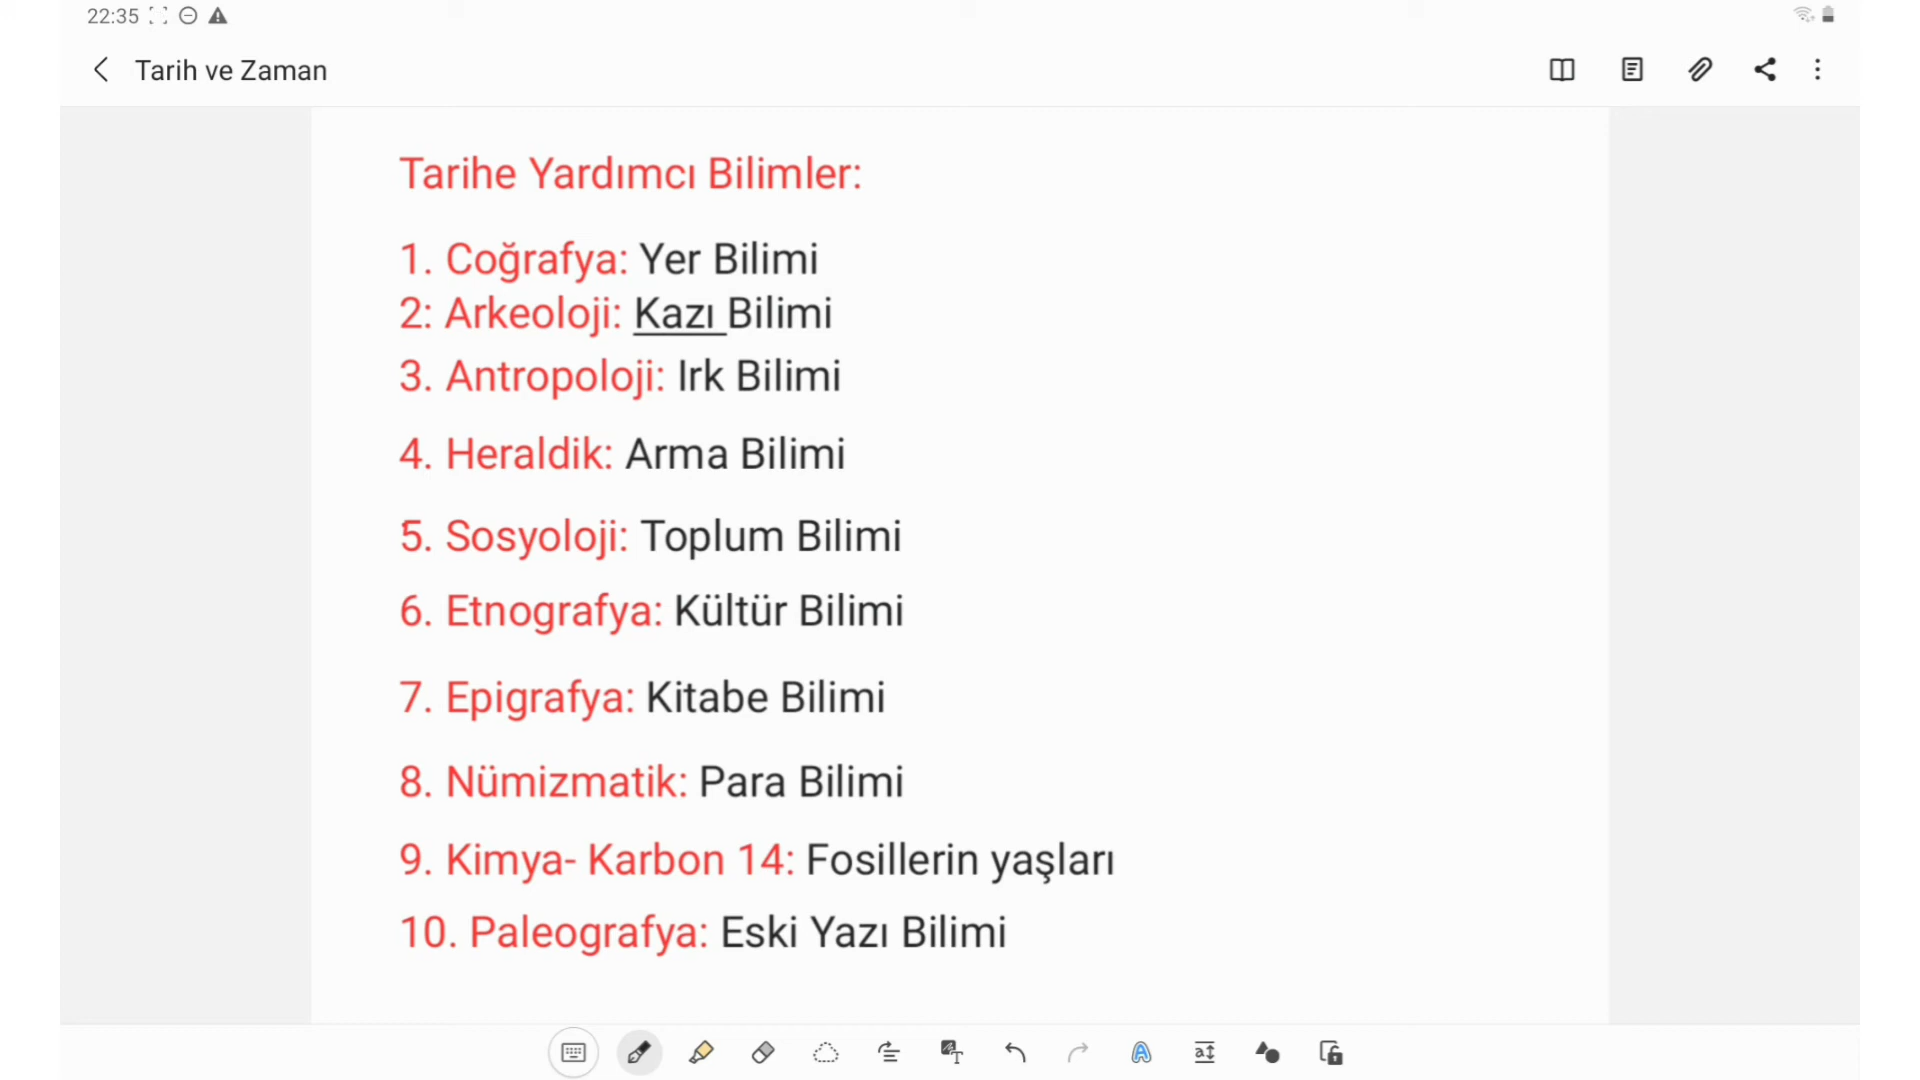 22:35
Tarih ve Zaman
Tarihe Yardımcı Bilimler:
1. Coğrafya: Yer Bilimi
2: Arkeoloji: Kazı Bilimi
3. Antropoloji: Irk Bilimi
4. Heraldik: Arma Bilimi
5. Sosyoloji: Toplum Bilimi
6. Etnografya: Kültür Bilimi
7. Epigrafya: Kitabe Bilimi
8. Nümizmatik: Para Bilimi
9. Kimya- Karbon 14: Fosillerin yaşları
10. Paleografya: Eski Yazı Bilimi